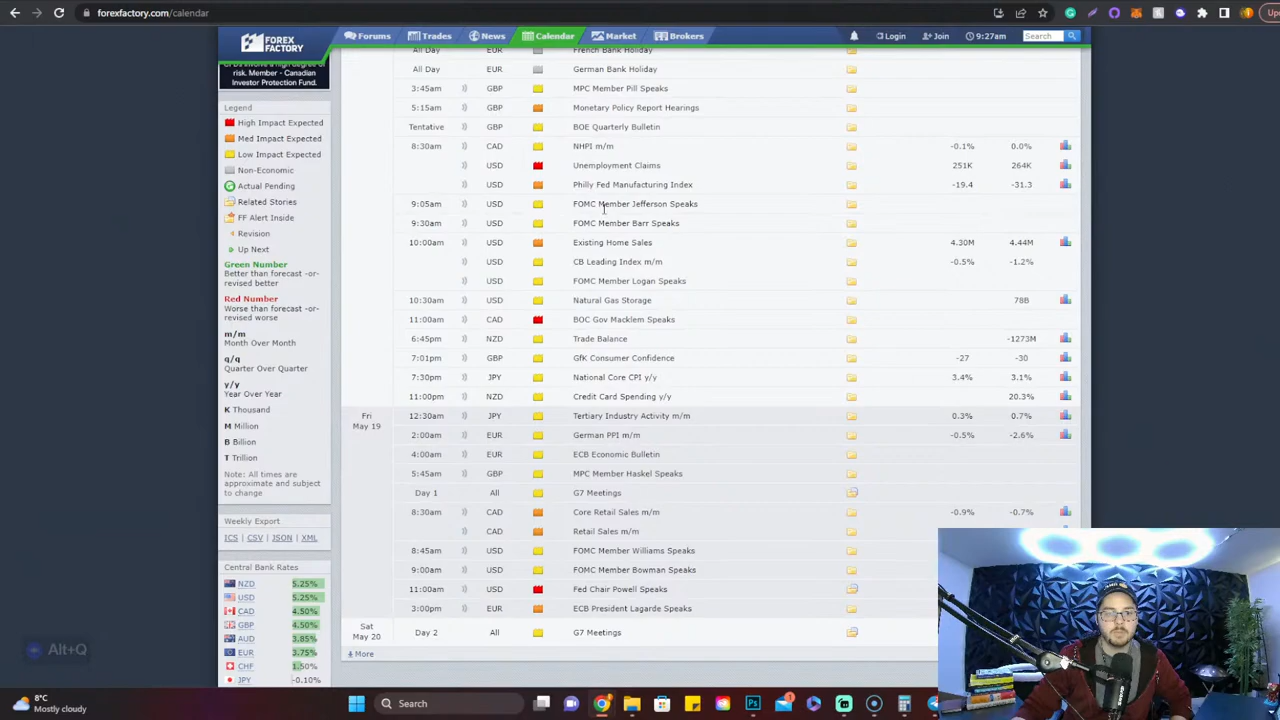 forexfactory.com/calendar
Up
FOREX
FACTORY
Forums
Trades
News
Calendar
Market
Brokers
Login
Join
9:27am
Search
risk. Member - Canadian
Investor Protection Fund.
Legend
High Impact Expected
Med Impact Expected
Low Impact Expected
Non-Economic
Actual Pending
Related Stories
FF Alert Inside
Revision
Up Next
Green Number
Better than forecast -or-
revised better
Red Number
Worse than forecast -or-
revised worse
m/m
Month Over Month
q/q
Quarter Over Quarter
y/y
Year Over Year
K Thousand
M Million
B Billion
T Trillion
Note: All times are
approximate and subject
to change
Weekly Export
ICS | CSV | JSON | XML
Central Bank Rates
NZD 5.25%
USD 5.25%
CAD 4.50%
GBP 4.50%
AUD 3.85%
EUR 3.75%
CHF 1.50%
JPY -0.10%
All Day EUR French Bank Holiday
All Day EUR German Bank Holiday
3:45am GBP MPC Member Pill Speaks
5:15am GBP Monetary Policy Report Hearings
Tentative GBP BOE Quarterly Bulletin
8:30am CAD NHPI m/m -0.1% 0.0%
USD Unemployment Claims 251K 264K
USD Philly Fed Manufacturing Index -19.4 -31.3
9:05am USD FOMC Member Jefferson Speaks
9:30am USD FOMC Member Barr Speaks
10:00am USD Existing Home Sales 4.30M 4.44M
USD CB Leading Index m/m -0.5% -1.2%
USD FOMC Member Logan Speaks
10:30am USD Natural Gas Storage 78B
11:00am CAD BOC Gov Macklem Speaks
6:45pm NZD Trade Balance -1273M
7:01pm GBP GfK Consumer Confidence -27 -30
7:30pm JPY National Core CPI y/y 3.4% 3.1%
11:00pm NZD Credit Card Spending y/y 20.3%
Fri
May 19
12:30am JPY Tertiary Industry Activity m/m 0.3% 0.7%
2:00am EUR German PPI m/m -0.5% -2.6%
4:00am EUR ECB Economic Bulletin
5:45am GBP MPC Member Haskel Speaks
Day 1 All G7 Meetings
8:30am CAD Core Retail Sales m/m -0.9% -0.7%
CAD Retail Sales m/m
8:45am USD FOMC Member Williams Speaks
9:00am USD FOMC Member Bowman Speaks
11:00am USD Fed Chair Powell Speaks
3:00pm EUR ECB President Lagarde Speaks
Sat
May 20
Day 2 All G7 Meetings
More
Alt+Q
8°C
Mostly cloudy
Search